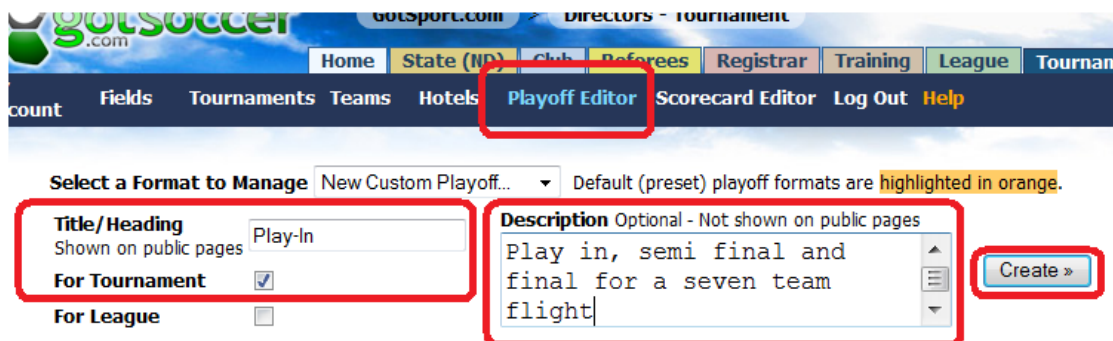 gotsoccer
.com
GotSport.com > Directors - Tournament
Home State (ND) Club Referees Registrar Training League Tournam
count Fields Tournaments Teams Hotels Playoff Editor Scorecard Editor Log Out Help
Select a Format to Manage New Custom Playoff... Default (preset) playoff formats are highlighted in orange.
Title/Heading
Shown on public pages Play-In
For Tournament
For League
Description Optional - Not shown on public pages
Play in, semi final and
final for a seven team
flight
Create »